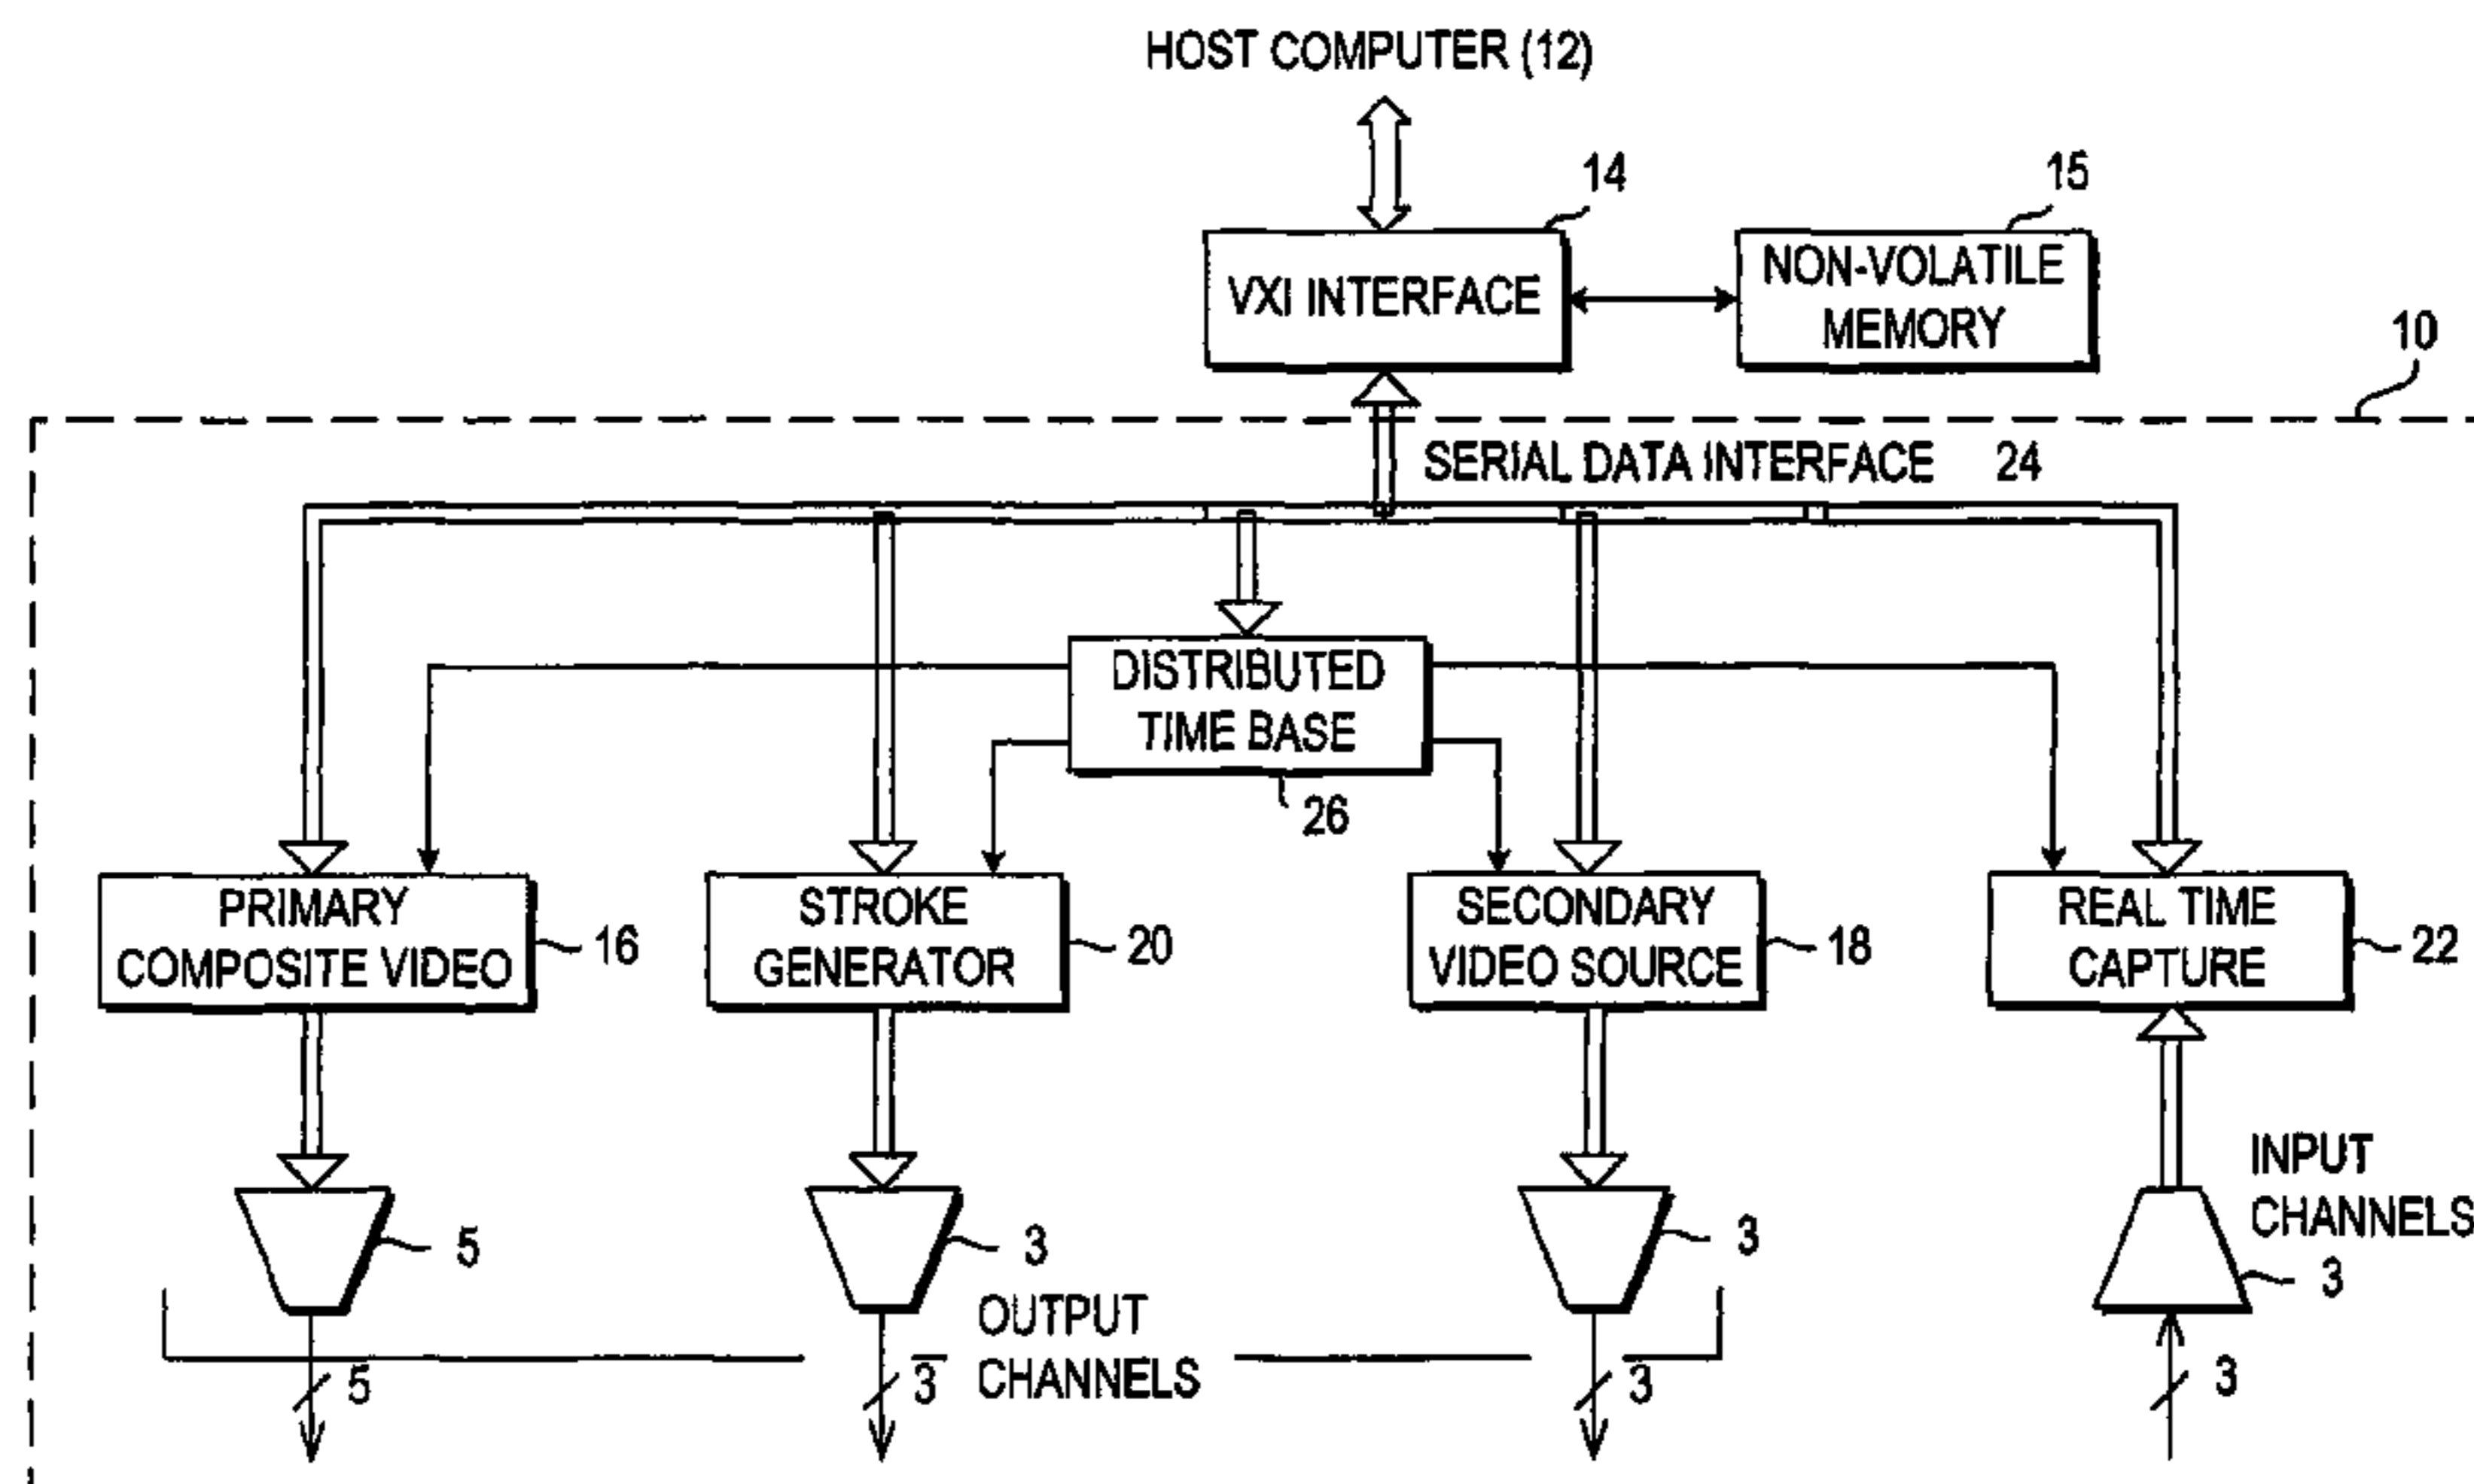 HOST COMPUTER (12)
14
15
VXI INTERFACE
NON-VOLATILE
MEMORY
10
SERIAL DATA INTERFACE 24
DISTRIBUTED
TIME BASE
26
PRIMARY
COMPOSITE VIDEO
16
STROKE
GENERATOR
20
SECONDARY
VIDEO SOURCE
18
REAL TIME
CAPTURE
22
INPUT
CHANNELS
5
3
3
3
OUTPUT
CHANNELS
5
3
3
3